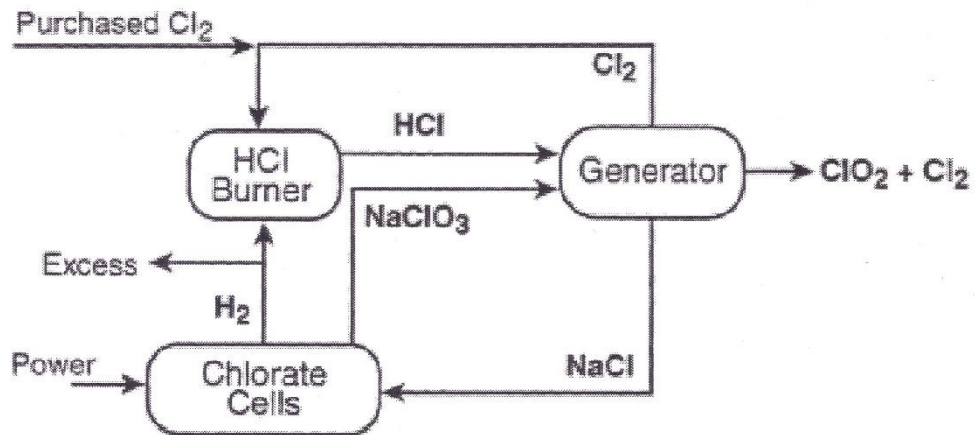 Purchased Cl₂
Cl₂
HCl
HCl
Burner
Generator
ClO₂ + Cl₂
NaClO₃
Excess
H₂
Power
Chlorate
Cells
NaCl